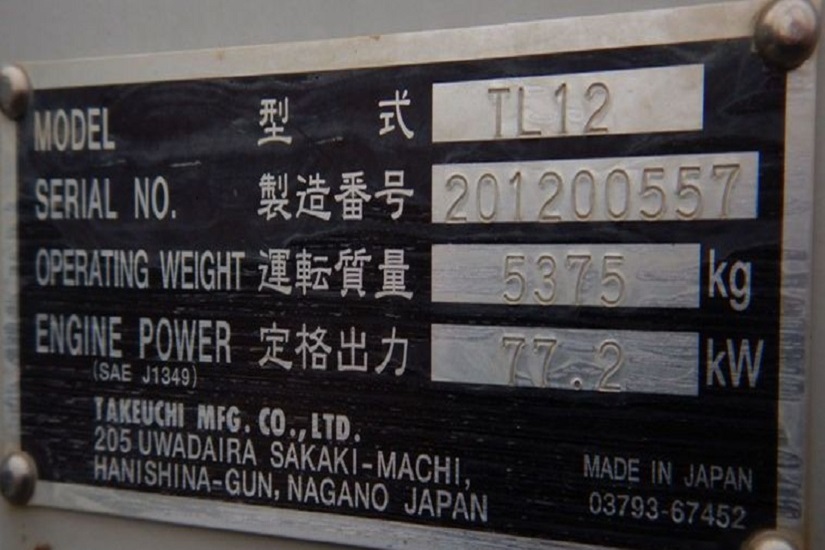 MODEL 型 式 TL12
SERIAL NO. 製造番号 201200557
OPERATING WEIGHT 運転質量 5375 kg
ENGINE POWER 定格出力 77.2 kW
(SAE J1349)
TAKEUCHI MFG. CO., LTD.
205 UWADAIRA SAKAKI-MACHI,
HANISHINA-GUN, NAGANO JAPAN
MADE IN JAPAN
03793-67452